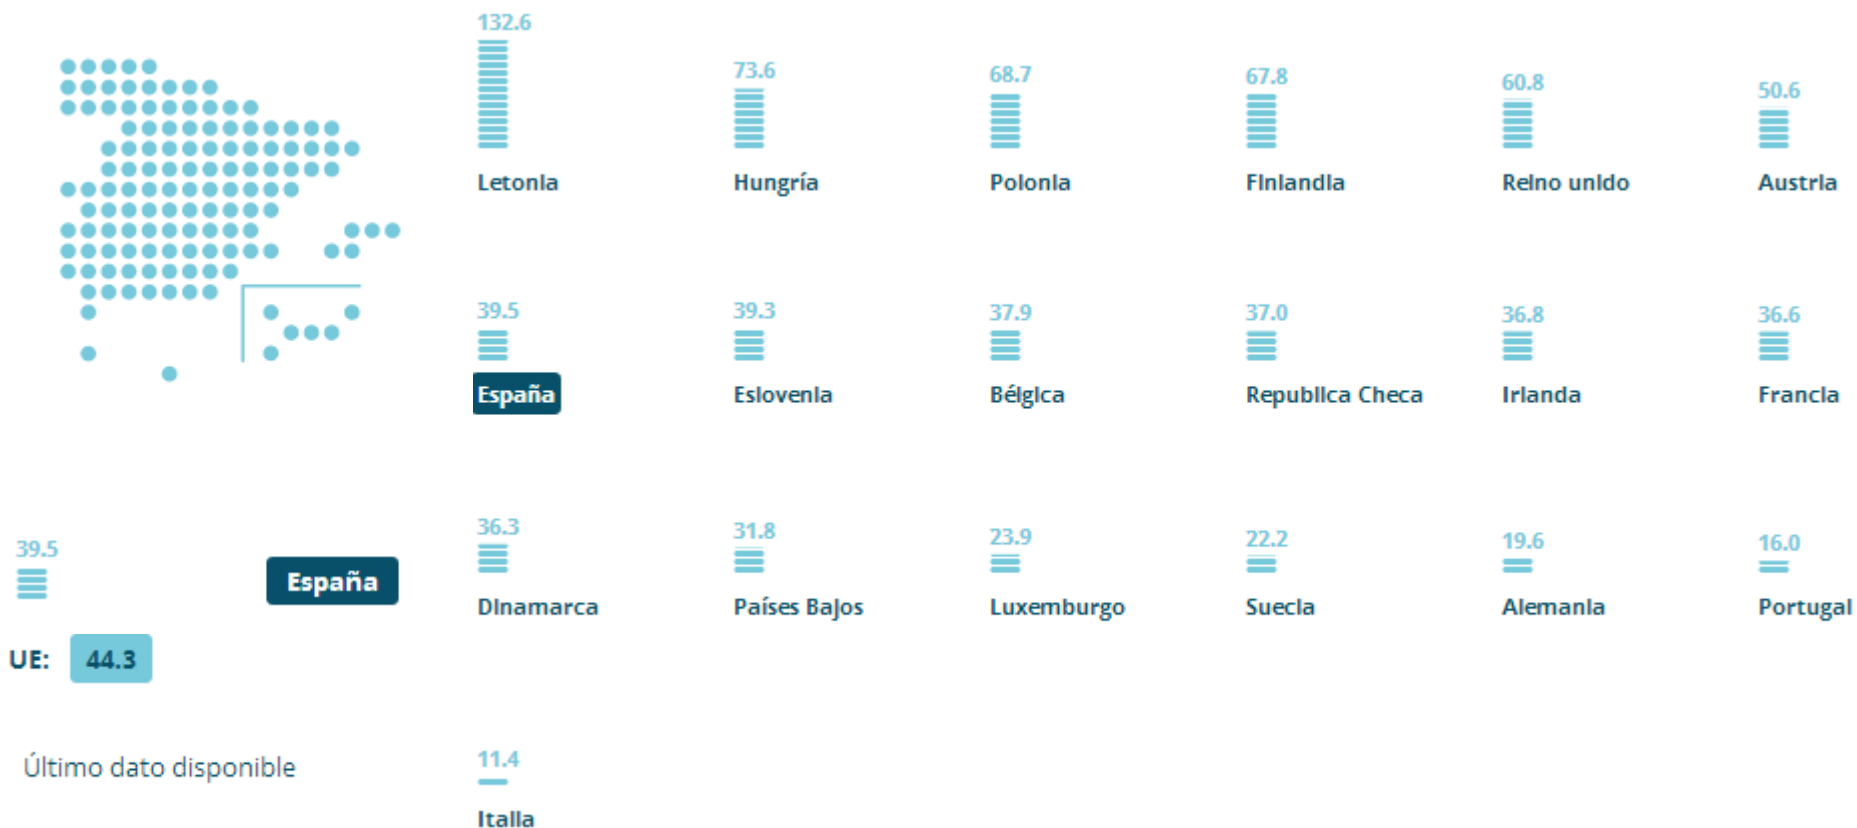 132.6
Letonia
73.6
Hungría
68.7
Polonia
67.8
Finlandia
60.8
Reino unido
50.6
Austria
39.5
España
39.3
Eslovenia
37.9
Bélgica
37.0
Republica Checa
36.8
Irlanda
36.6
Francia
39.5
España
UE: 44.3
Último dato disponible
36.3
Dinamarca
31.8
Países Bajos
23.9
Luxemburgo
22.2
Suecia
19.6
Alemania
16.0
Portugal
11.4
Italia